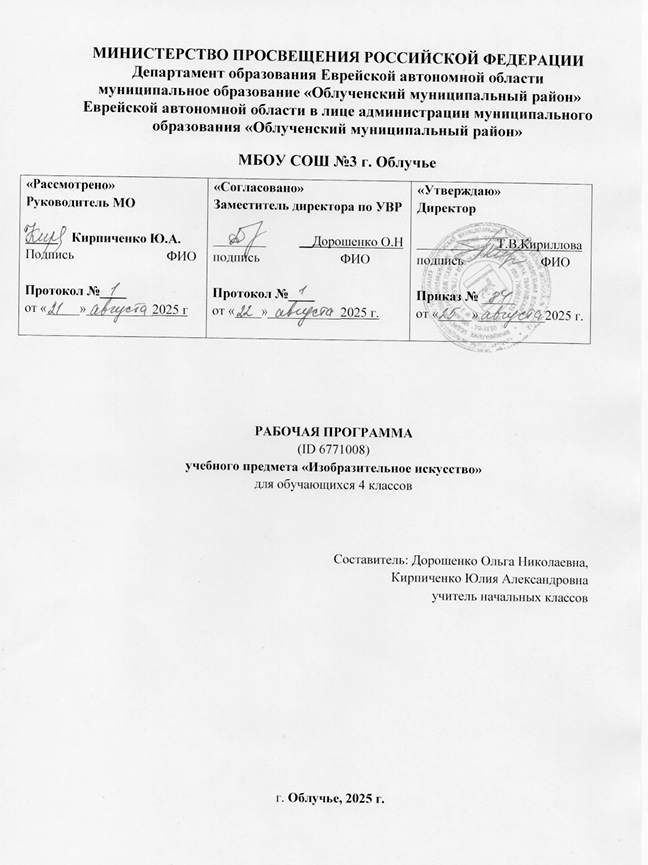 МИНИСТЕРСТВО ПРОСВЕЩЕНИЯ РОССИЙСКОЙ ФЕДЕРАЦИИ
Департамент образования Еврейской автономной области
муниципальное образование «Облученский муниципальный район»
Еврейской автономной области в лице администрации муниципального
образования «Облученский муниципальный район»
МБОУ СОШ №3 г. Облучье
«Рассмотрено»
Руководитель МО
Кирпиченко Ю.А.
Подпись ФИО
Протокол № 1
от «21» августа 2025 г
«Согласовано»
Заместитель директора по УВР
Дорошенко О.Н
подпись ФИО
Протокол № 1
от «22» августа 2025 г.
«Утверждаю»
Директор
Т.В.Кириллова
подпись ФИО
Приказ № 84
от «25» августа 2025 г.
РАБОЧАЯ ПРОГРАММА
(ID 6771008)
учебного предмета «Изобразительное искусство»
для обучающихся 4 классов
Составитель: Дорошенко Ольга Николаевна,
Кирпиченко Юлия Александровна
учитель начальных классов
г. Облучье, 2025 г.